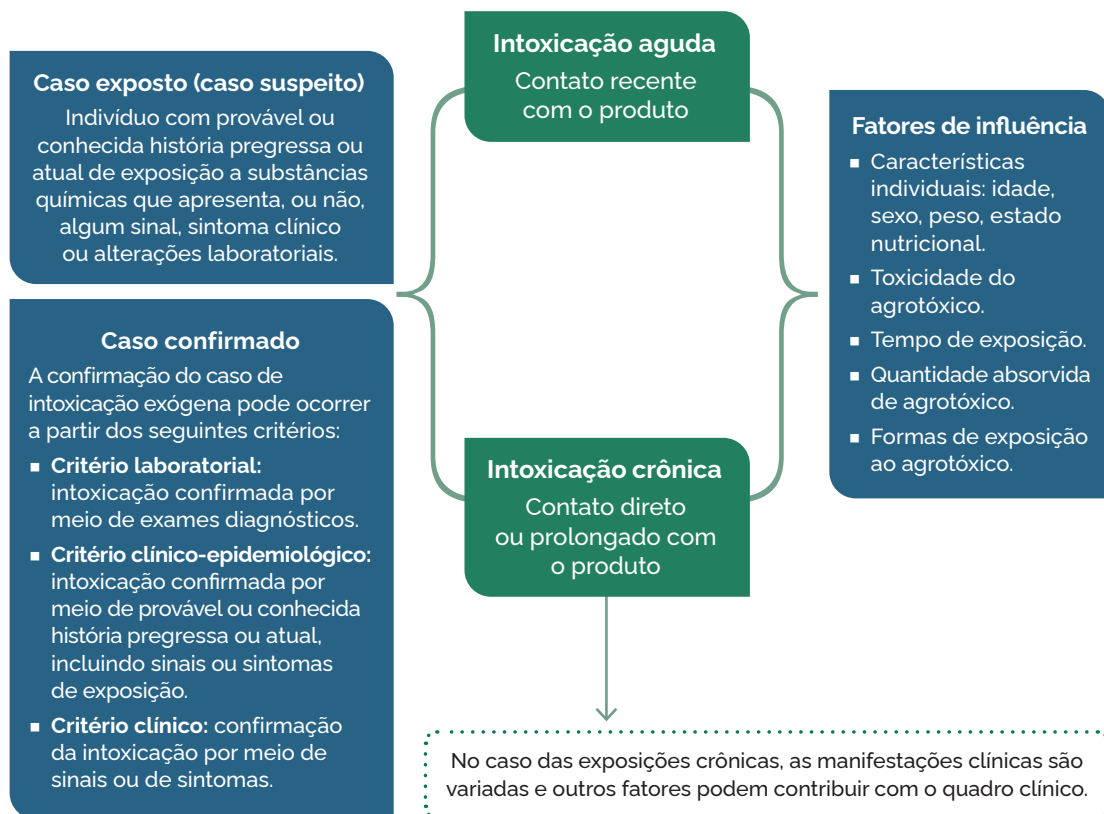 Caso exposto (caso suspeito)
Indivíduo com provável ou
conhecida história pregressa ou
atual de exposição a substâncias
químicas que apresenta, ou não,
algum sinal, sintoma clínico
ou alterações laboratoriais.
Caso confirmado
A confirmação do caso de
intoxicação exógena pode ocorrer
a partir dos seguintes critérios:
▪ Critério laboratorial:
intoxicação confirmada por
meio de exames diagnósticos.
▪ Critério clínico-epidemiológico:
intoxicação confirmada por
meio de provável ou conhecida
história pregressa ou atual,
incluindo sinais ou sintomas
de exposição.
▪ Critério clínico: confirmação
da intoxicação por meio de
sinais ou de sintomas.
Intoxicação aguda
Contato recente
com o produto
Intoxicação crônica
Contato direto
ou prolongado com
o produto
No caso das exposições crônicas, as manifestações clínicas são
variadas e outros fatores podem contribuir com o quadro clínico.
Fatores de influência
▪ Características
individuais: idade,
sexo, peso, estado
nutricional.
▪ Toxicidade do
agrotóxico.
▪ Tempo de exposição.
▪ Quantidade absorvida
de agrotóxico.
▪ Formas de exposição
ao agrotóxico.